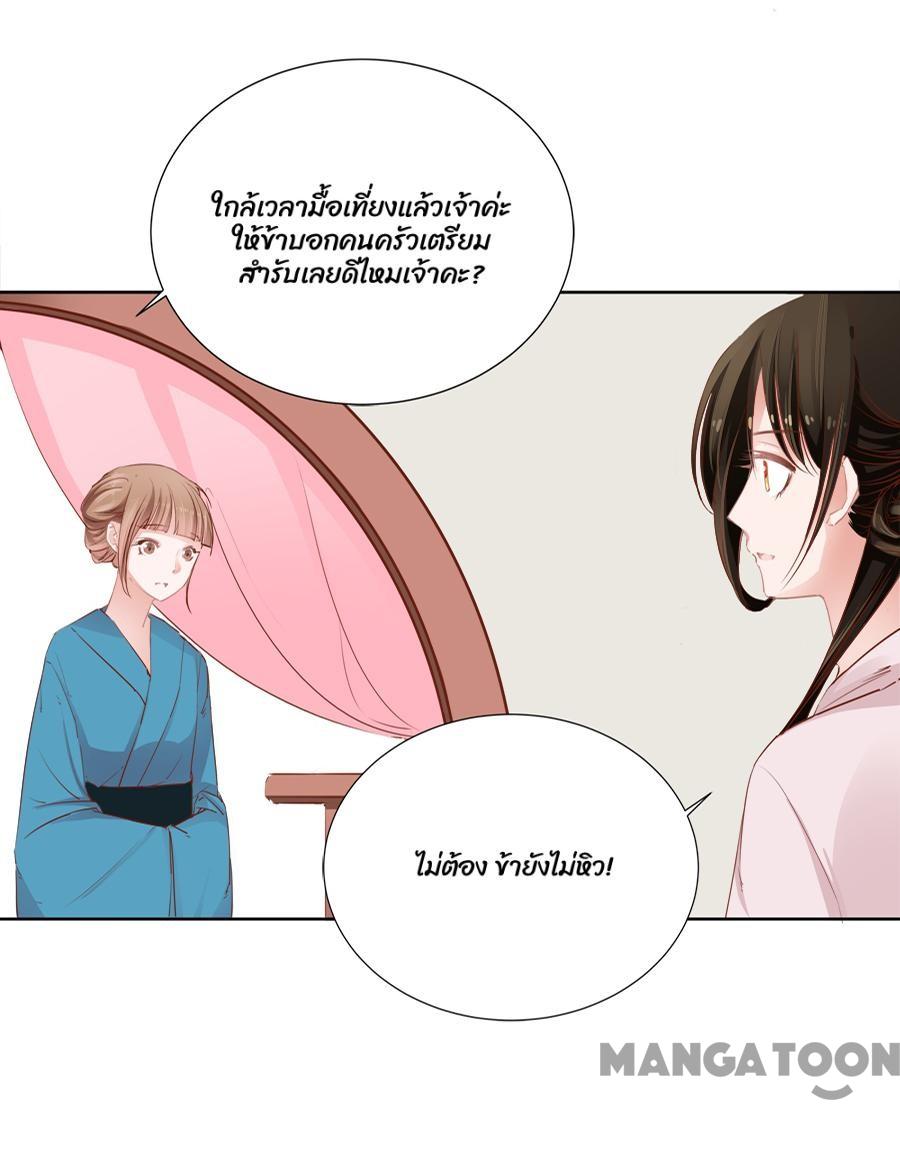 ใกล้เวลามื้อเที่ยงแล้วเจ้าค่ะ
ให้ข้าบอกคนครัวเตรียม
สำรับเลยดีไหมเจ้าคะ?
ไม่ต้อง ข้ายังไม่หิว!
MANGATOON